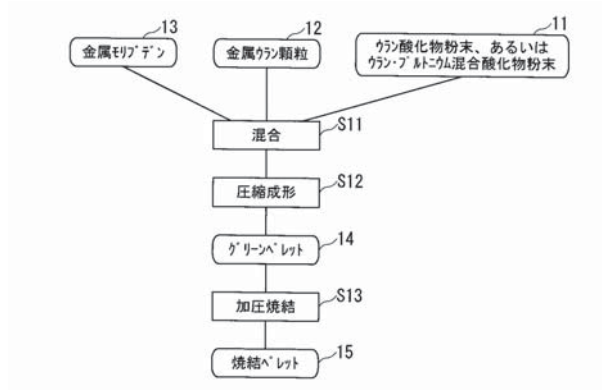 13
12
11
金属モリブデン
金属ウラン顆粒
ウラン酸化物粉末、あるいは
ウラン・プルトニウム混合酸化物粉末
混合
S11
圧縮成形
S12
グリーンペレット
14
加圧焼結
S13
焼結ペレット
15